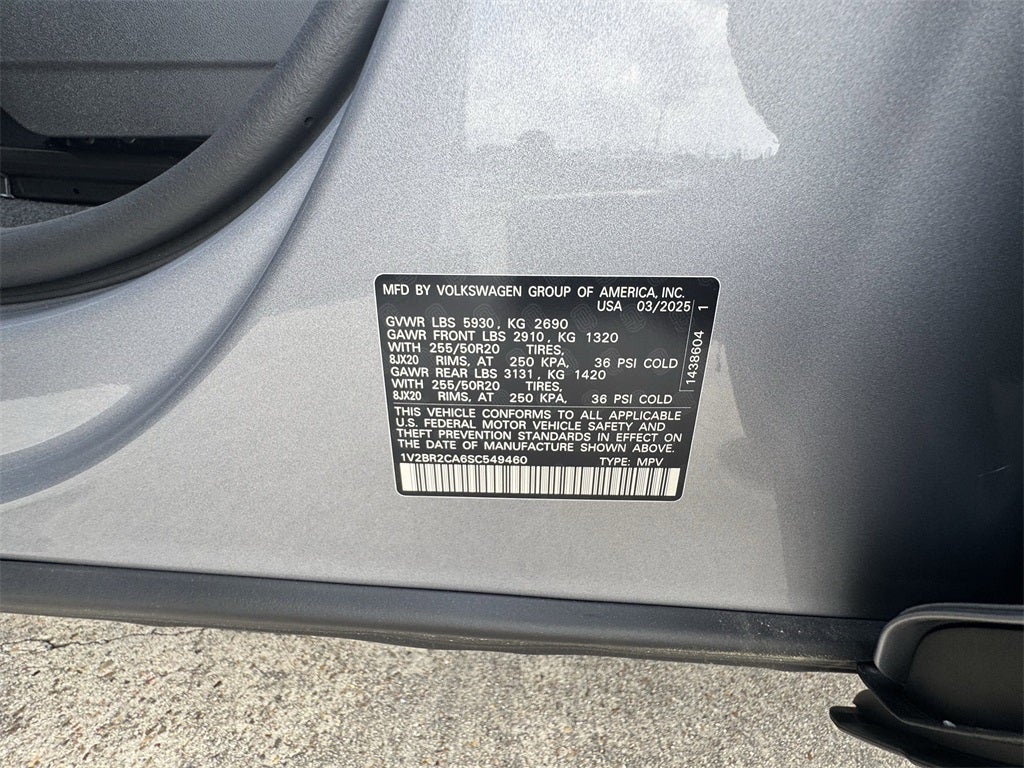 MFD BY VOLKSWAGEN GROUP OF AMERICA, INC.
USA 03/2025
GVWR LBS 5930, KG 2690
GAWR FRONT LBS 2910, KG 1320
WITH 255/50R20 TIRES,
8JX20 RIMS, AT 250 KPA, 36 PSI COLD
GAWR REAR LBS 3131, KG 1420
WITH 255/50R20 TIRES,
8JX20 RIMS, AT 250 KPA, 36 PSI COLD
1438604 1
THIS VEHICLE CONFORMS TO ALL APPLICABLE
U.S. FEDERAL MOTOR VEHICLE SAFETY AND
THEFT PREVENTION STANDARDS IN EFFECT ON
THE DATE OF MANUFACTURE SHOWN ABOVE.
1V2BR2CA6SC549460 TYPE: MPV